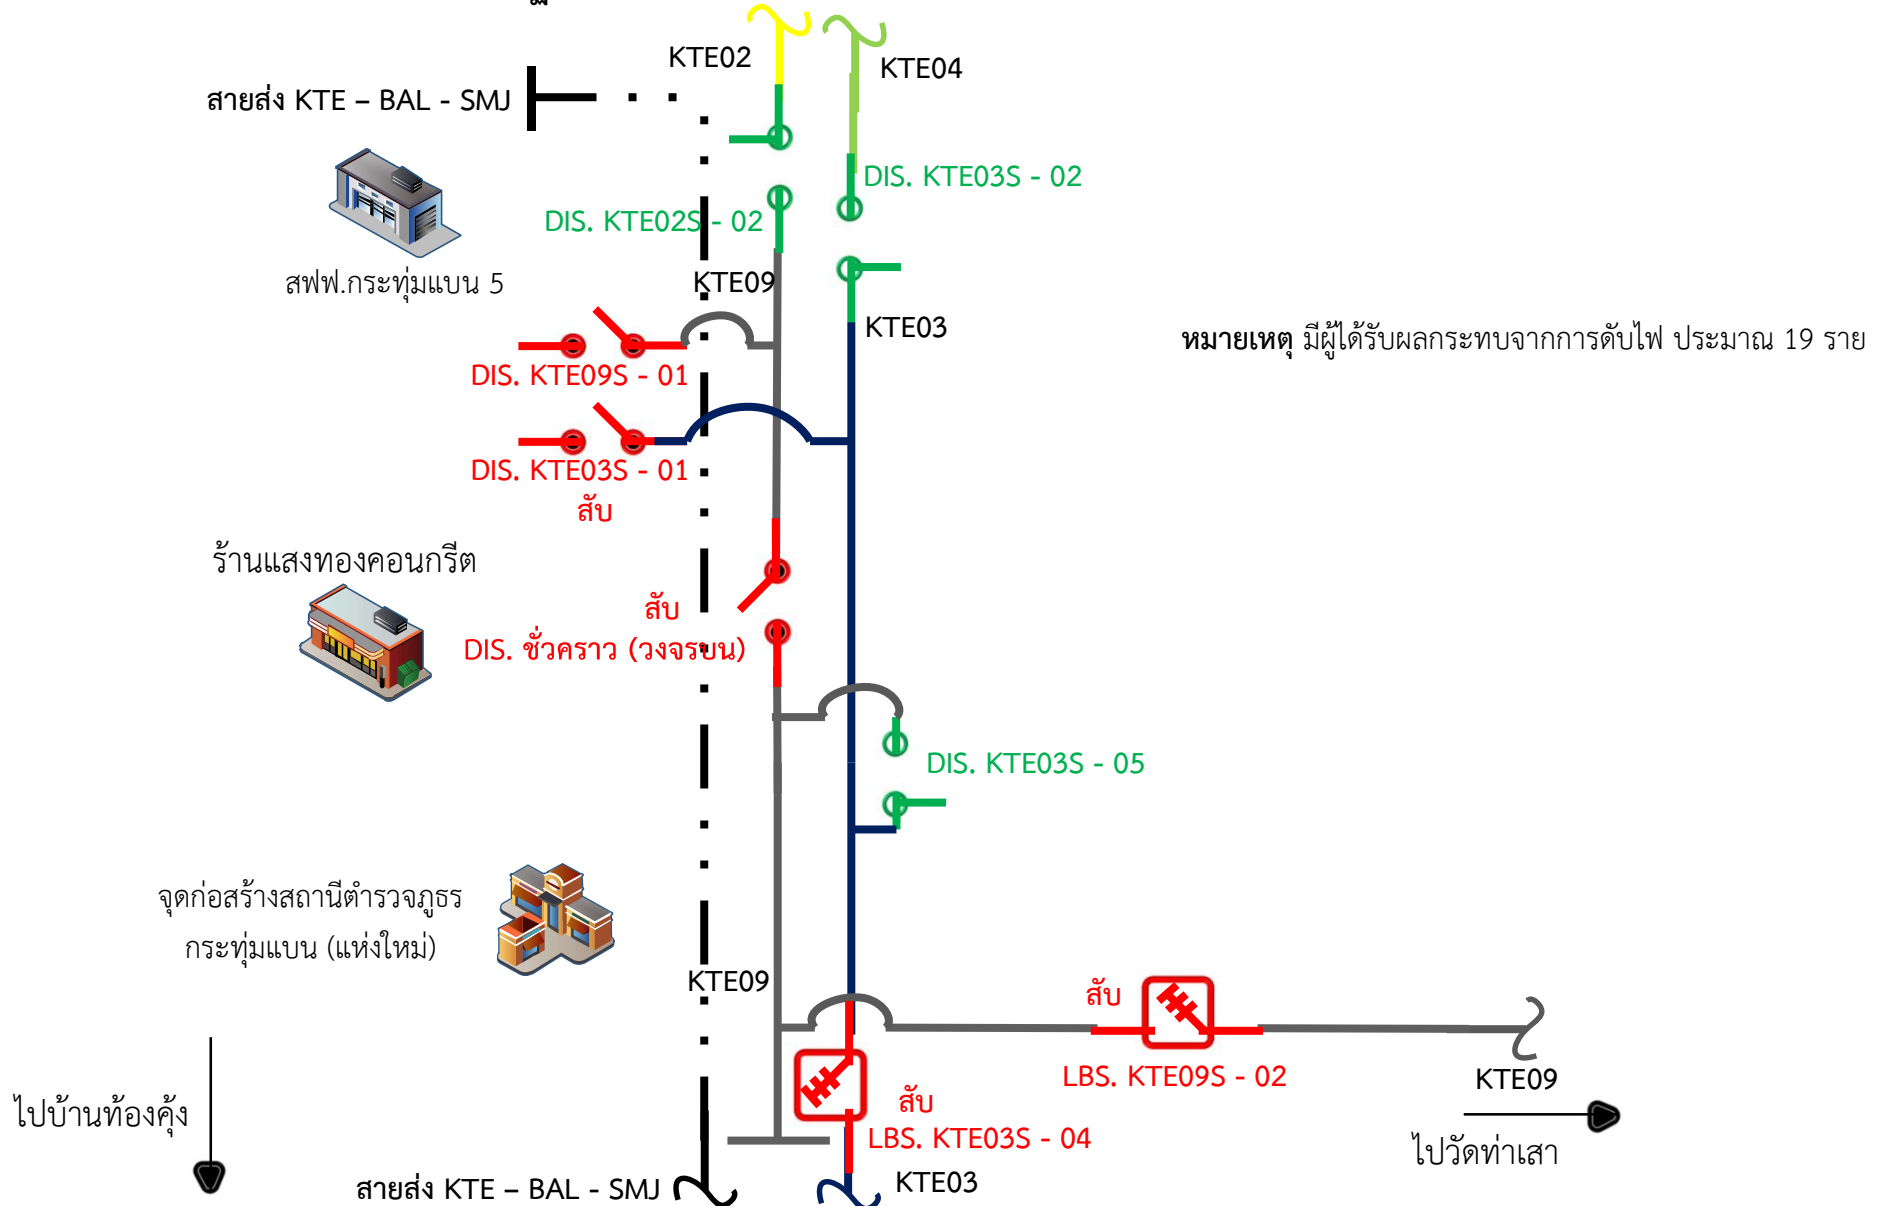 KTE02
KTE04
สายส่ง KTE – BAL - SMJ
DIS. KTE03S - 02
DIS. KTE02S - 02
สฟฟ.กระทุ่มแบน 5
KTE09
KTE03
หมายเหตุ มีผู้ได้รับผลกระทบจากการดับไฟ ประมาณ 19 ราย
DIS. KTE09S - 01
DIS. KTE03S - 01
สับ
ร้านแสงทองคอนกรีต
สับ
DIS. ชั่วคราว (วงจรบน)
DIS. KTE03S - 05
จุดก่อสร้างสถานีตำรวจภูธร
กระทุ่มแบน (แห่งใหม่)
KTE09
สับ
LBS. KTE09S - 02
KTE09
สับ
LBS. KTE03S - 04
ไปบ้านท้องคุ้ง
ไปวัดท่าเสา
สายส่ง KTE – BAL - SMJ
KTE03